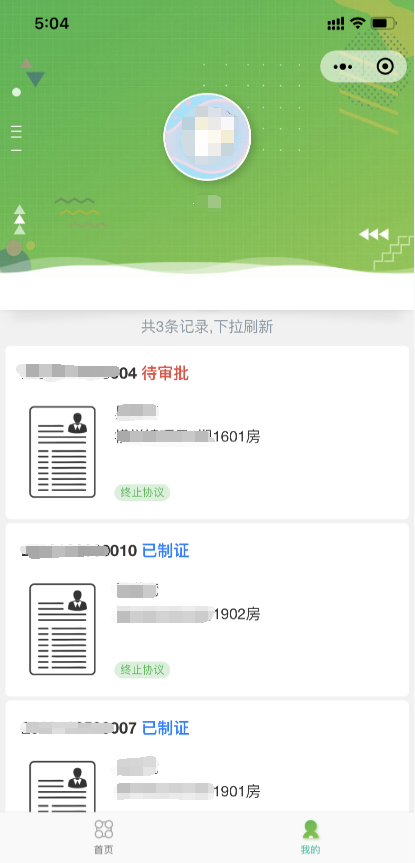 5:04
共3条记录,下拉刷新
004 待审批
1601房
终止协议
0010 已制证
1902房
终止协议
007 已制证
1901房
首页
我的